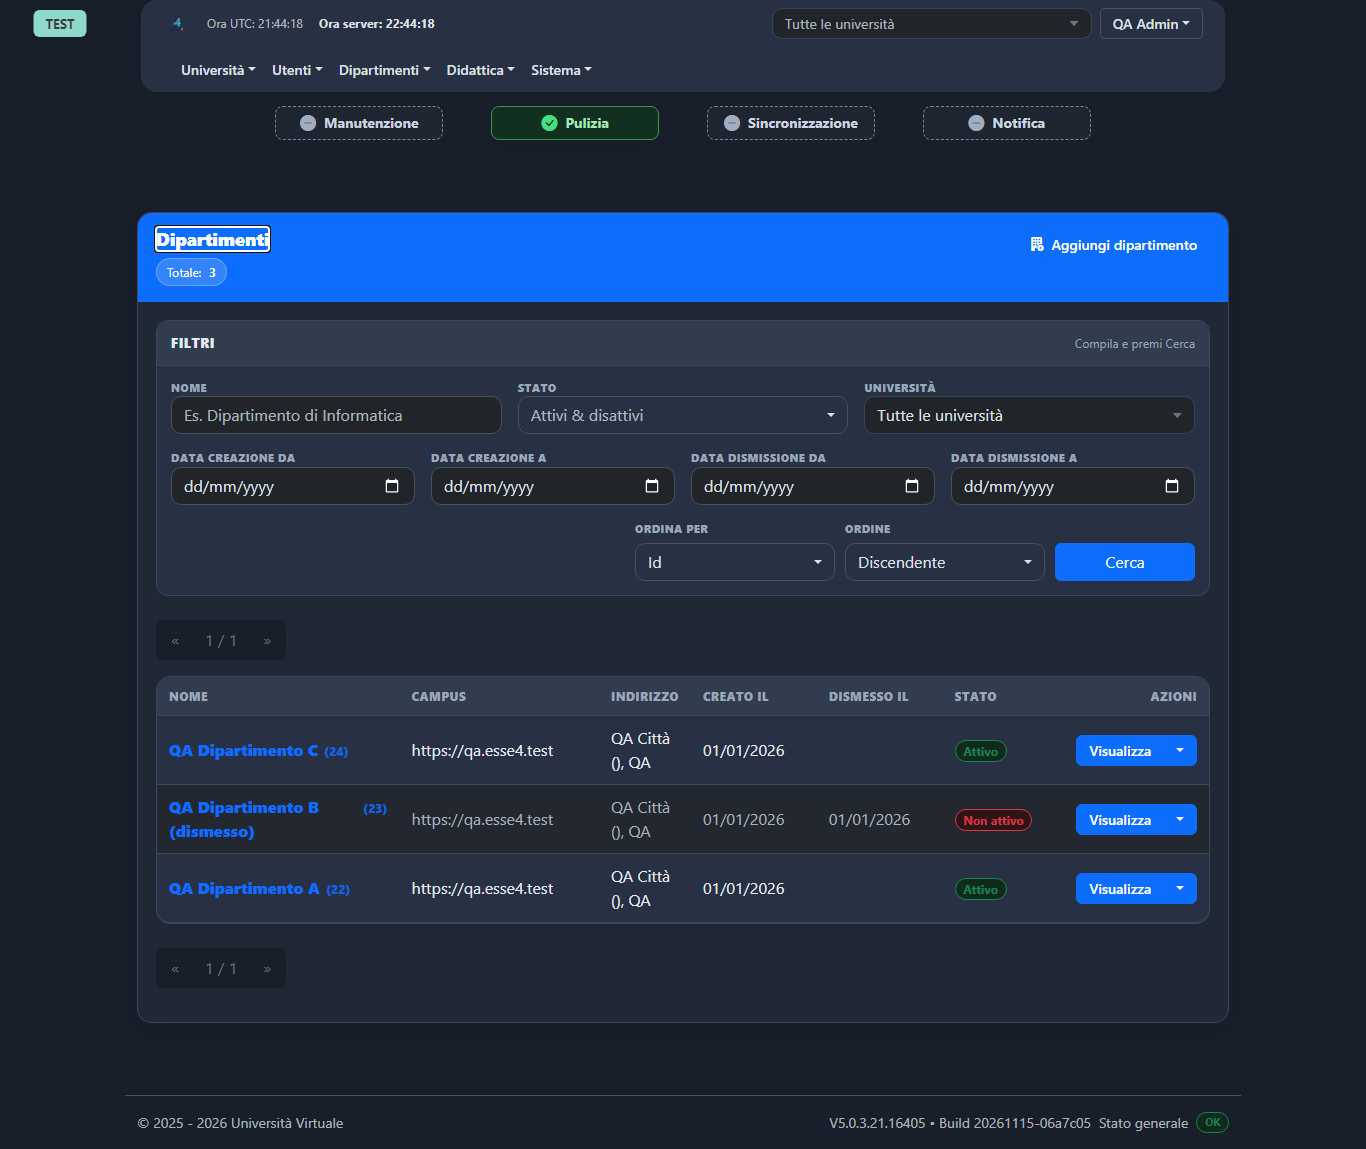 TEST
Ora UTC: 21:44:18 Ora server: 22:44:18 Tutte le università QA Admin
Università Utenti Dipartimenti Didattica Sistema
Manutenzione Pulizia Sincronizzazione Notifica
Dipartimenti
Aggiungi dipartimento
Totale: 3
FILTRI Compila e premi Cerca
NOME STATO UNIVERSITÀ
Es. Dipartimento di Informatica Attivi & disattivi Tutte le università
DATA CREAZIONE DA DATA CREAZIONE A DATA DISMISSIONE DA DATA DISMISSIONE A
dd/mm/yyyy dd/mm/yyyy dd/mm/yyyy dd/mm/yyyy
ORDINA PER ORDINE
Id Discendente Cerca
« 1 / 1 »
NOME CAMPUS INDIRIZZO CREATO IL DISMESSO IL STATO AZIONI
QA Dipartimento C (24) https://qa.esse4.test QA Città (), QA 01/01/2026 Attivo Visualizza
QA Dipartimento B (dismesso) (23) https://qa.esse4.test QA Città (), QA 01/01/2026 01/01/2026 Non attivo Visualizza
QA Dipartimento A (22) https://qa.esse4.test QA Città (), QA 01/01/2026 Attivo Visualizza
« 1 / 1 »
© 2025 - 2026 Università Virtuale V5.0.3.21.16405 • Build 20261115-06a7c05 Stato generale OK